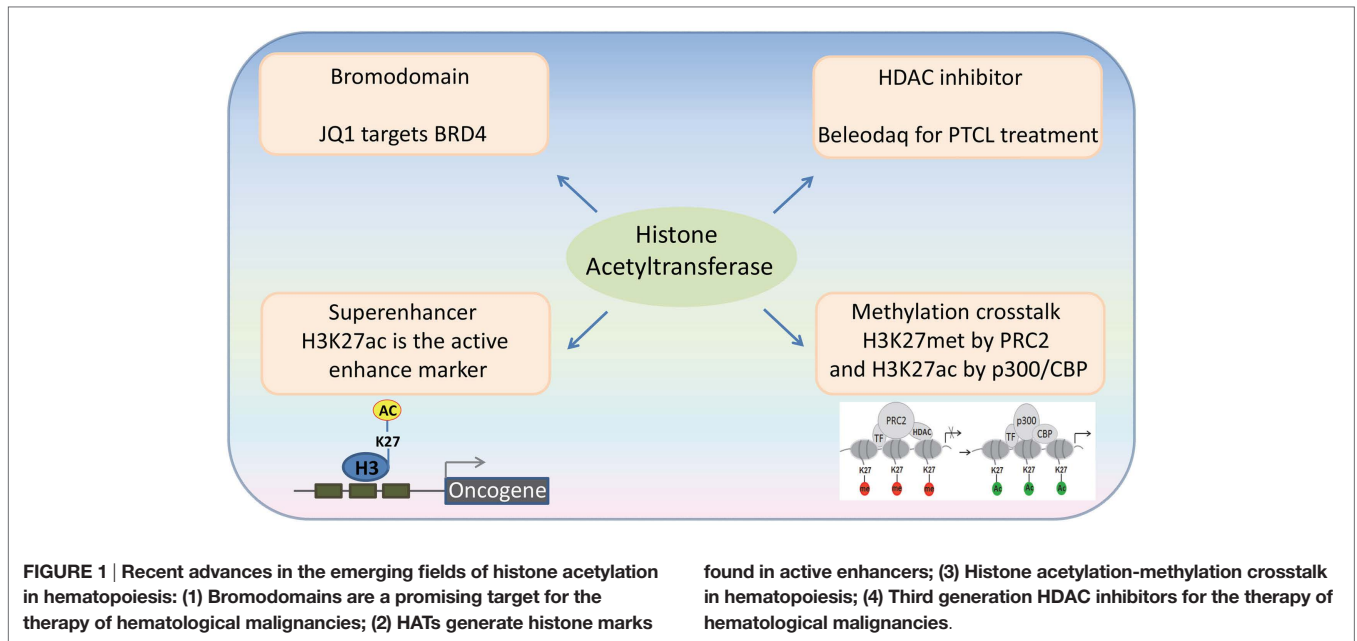 Bromodomain
JQ1 targets BRD4
HDAC inhibitor
Beleodaq for PTCL treatment
Histone
Acetyltransferase
Superenhancer
H3K27ac is the active
enhance marker
AC
K27
H3
Oncogene
Methylation crosstalk
H3K27met by PRC2
and H3K27ac by p300/CBP
PRC2
TF
HDAC
K27 K27 K27
me me me
p300
TF CBP
K27 K27 K27
Ac Ac Ac
FIGURE 1 | Recent advances in the emerging fields of histone acetylation
in hematopoiesis: (1) Bromodomains are a promising target for the
therapy of hematological malignancies; (2) HATs generate histone marks
found in active enhancers; (3) Histone acetylation-methylation crosstalk
in hematopoiesis; (4) Third generation HDAC inhibitors for the therapy of
hematological malignancies.